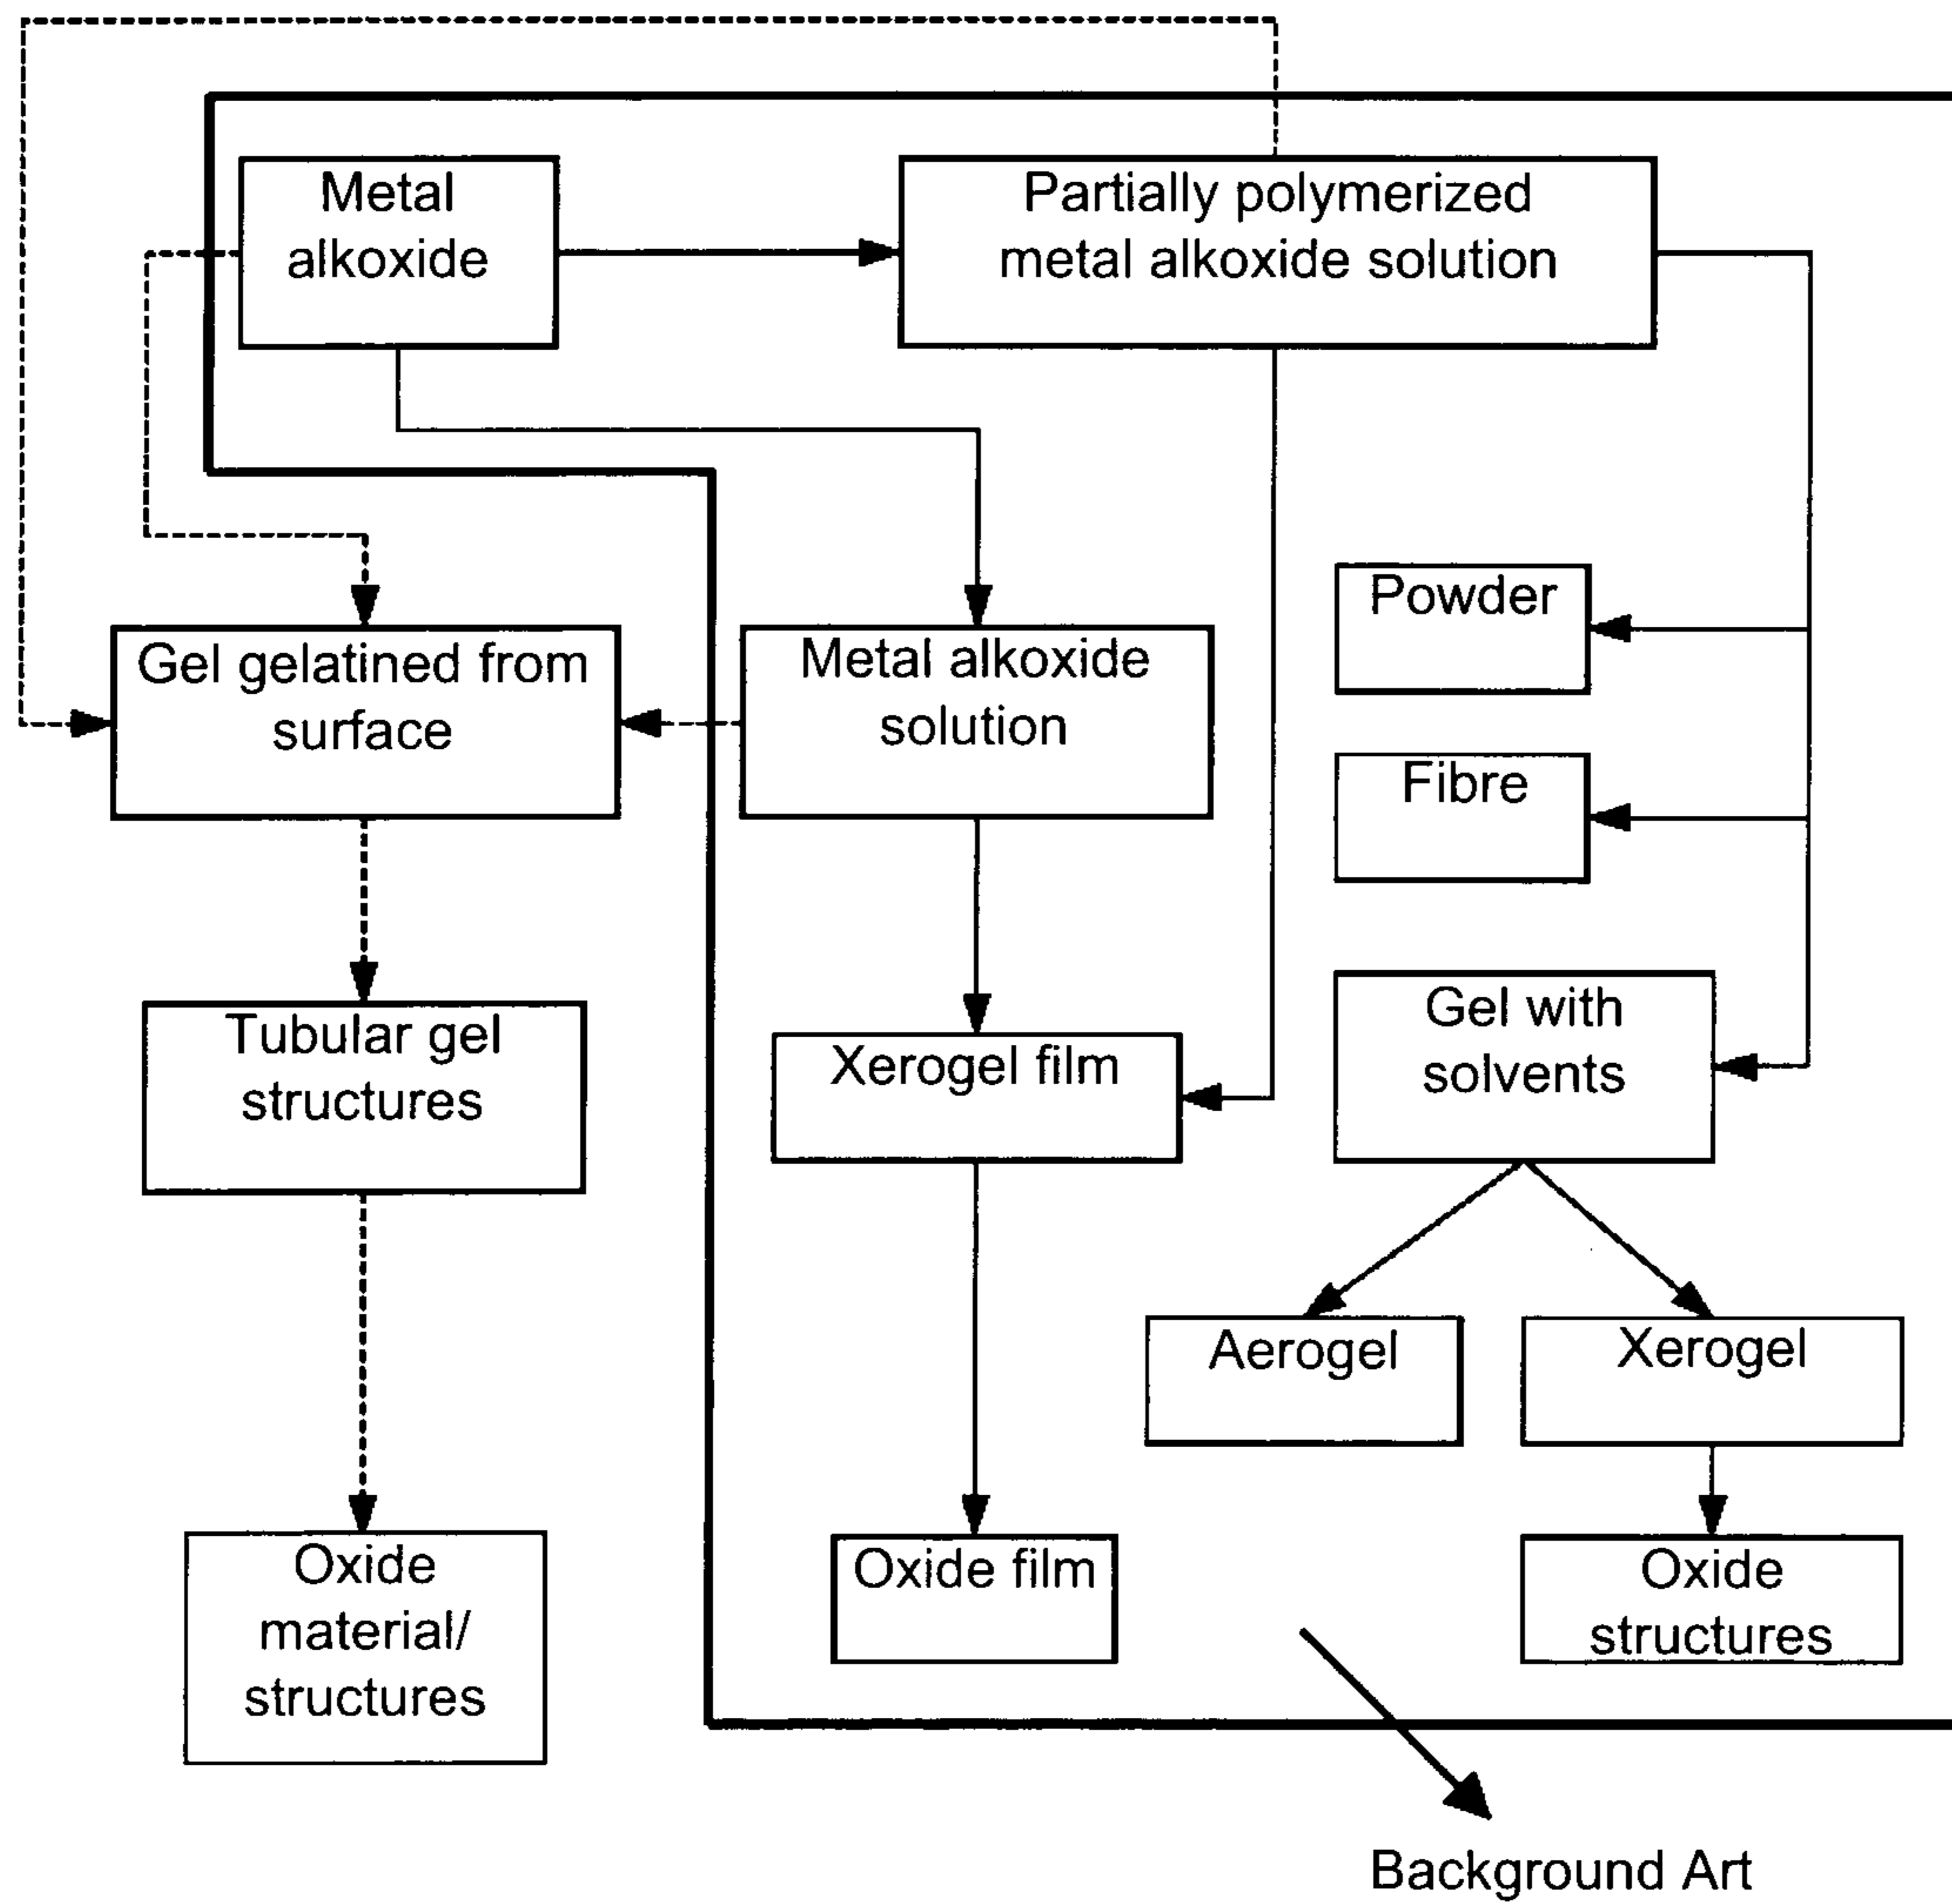 Metal
alkoxide
Partially polymerized
metal alkoxide solution
Gel gelatined from
surface
Metal alkoxide
solution
Powder
Fibre
Tubular gel
structures
Xerogel film
Gel with
solvents
Aerogel
Xerogel
Oxide
material/
structures
Oxide film
Oxide
structures
Background Art